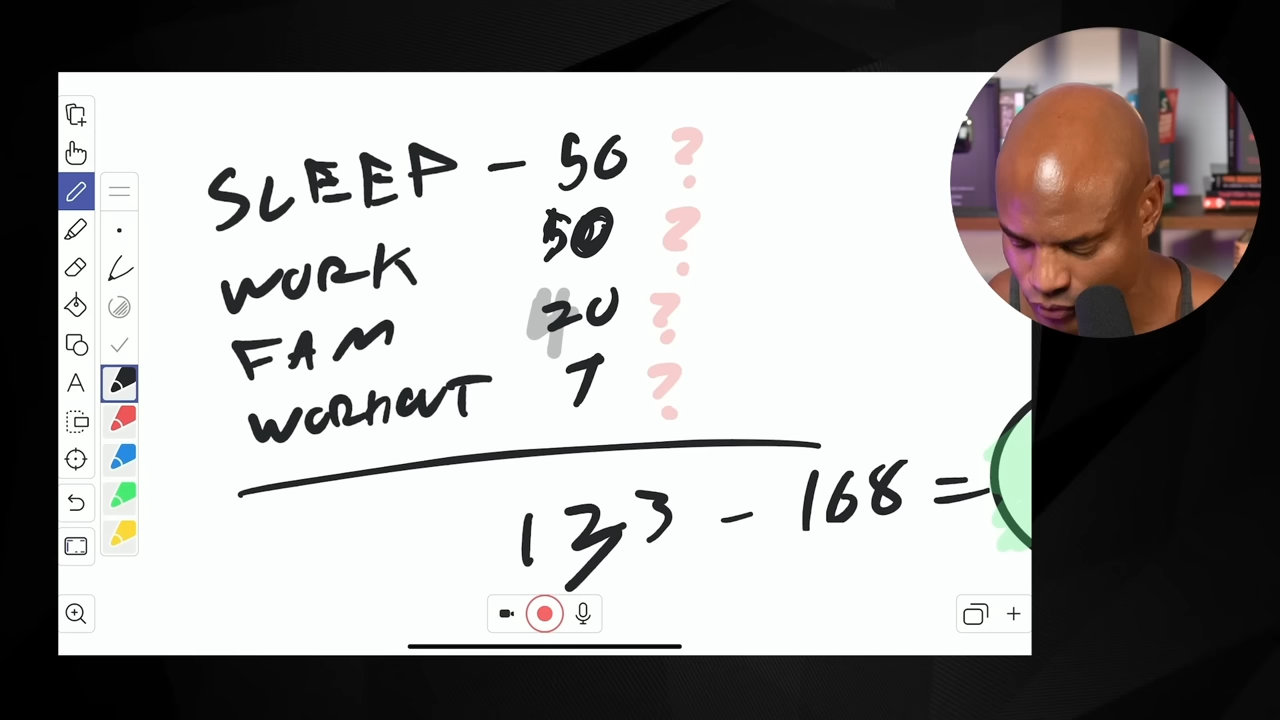 SLEEP - 56 ?
WORK 50 ?
FAM 20 ?
WORKOUT 7 ?
133 - 168 =
A